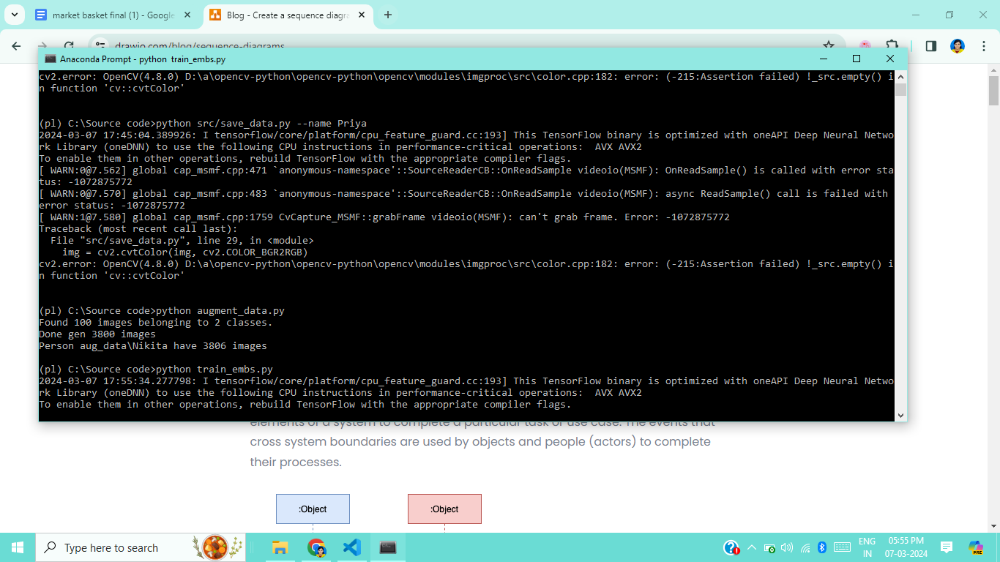 market basket final (1) - Google
Blog - Create a sequence diagra
drawio.com/blog/sequence-diagrams
Anaconda Prompt - python  train_embs.py
cv2.error: OpenCV(4.8.0) D:\a\opencv-python\opencv-python\opencv\modules\imgproc\src\color.cpp:182: error: (-215:Assertion failed) !_src.empty() i
n function 'cv::cvtColor'
(pl) C:\Source code>python src/save_data.py --name Priya
2024-03-07 17:45:04.389926: I tensorflow/core/platform/cpu_feature_guard.cc:193] This TensorFlow binary is optimized with oneAPI Deep Neural Netwo
rk Library (oneDNN) to use the following CPU instructions in performance-critical operations:  AVX AVX2
To enable them in other operations, rebuild TensorFlow with the appropriate compiler flags.
[ WARN:0@7.562] global cap_msmf.cpp:471 `anonymous-namespace'::SourceReaderCB::OnReadSample videoio(MSMF): OnReadSample() is called with error sta
tus: -1072875772
[ WARN:0@7.570] global cap_msmf.cpp:483 `anonymous-namespace'::SourceReaderCB::OnReadSample videoio(MSMF): async ReadSample() call is failed with
error status: -1072875772
[ WARN:1@7.580] global cap_msmf.cpp:1759 CvCapture_MSMF::grabFrame videoio(MSMF): can't grab frame. Error: -1072875772
Traceback (most recent call last):
  File "src/save_data.py", line 29, in <module>
    img = cv2.cvtColor(img, cv2.COLOR_BGR2RGB)
cv2.error: OpenCV(4.8.0) D:\a\opencv-python\opencv-python\opencv\modules\imgproc\src\color.cpp:182: error: (-215:Assertion failed) !_src.empty() i
n function 'cv::cvtColor'
(pl) C:\Source code>python augment_data.py
Found 100 images belonging to 2 classes.
Done gen 3800 images
Person aug_data\Nikita have 3806 images
(pl) C:\Source code>python train_embs.py
2024-03-07 17:55:34.277798: I tensorflow/core/platform/cpu_feature_guard.cc:193] This TensorFlow binary is optimized with oneAPI Deep Neural Netwo
rk Library (oneDNN) to use the following CPU instructions in performance-critical operations:  AVX AVX2
To enable them in other operations, rebuild TensorFlow with the appropriate compiler flags.
elements of a system to complete a particular task or use case. The events that
cross system boundaries are used by objects and people (actors) to complete
their processes.
:Object
:Object
Type here to search
ENG
IN
05:55 PM
07-03-2024
PRE